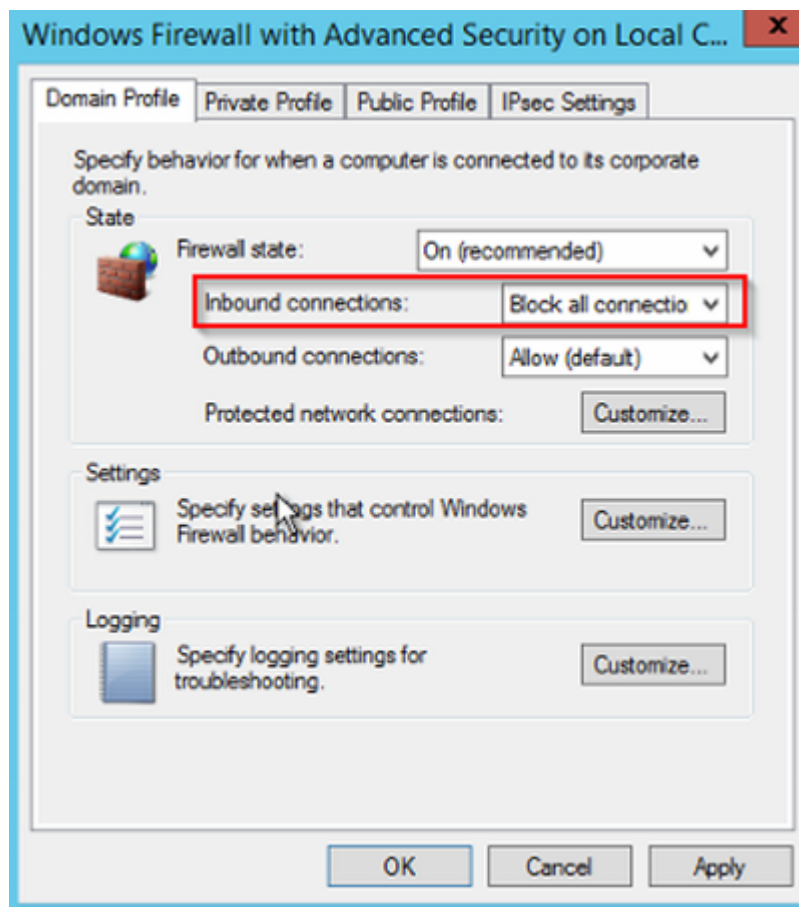 Windows Firewall with Advanced Security on Local C...
x
Domain Profile Private Profile Public Profile IPsec Settings
Specify behavior for when a computer is connected to its corporate
domain.
State
Firewall state: On (recommended)
Inbound connections: Block all connectio
Outbound connections: Allow (default)
Protected network connections: Customize...
Settings
Specify settings that control Windows
Firewall behavior.
Customize...
Logging
Specify logging settings for
troubleshooting.
Customize...
OK Cancel Apply